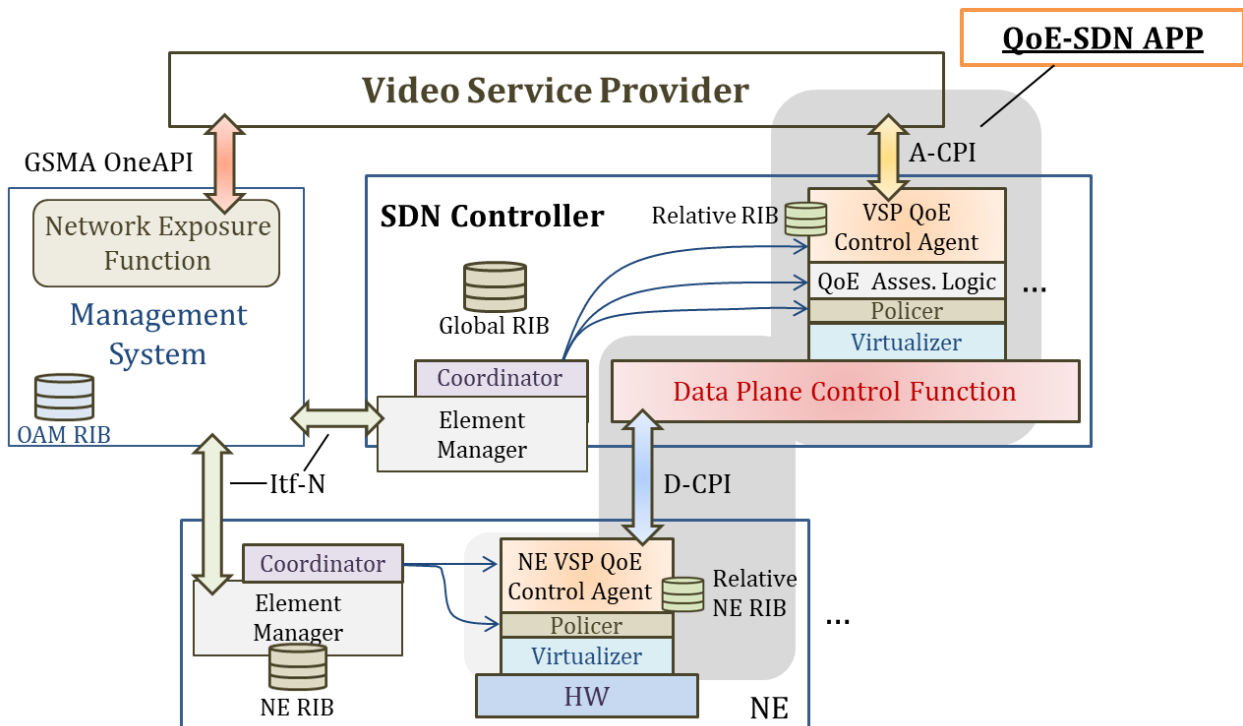 QoE-SDN APP
Video Service Provider
GSMA OneAPI
A-CPI
Network Exposure
Function
Management
System
OAM RIB
SDN Controller
Relative RIB
VSP QoE
Control Agent
QoE Asses. Logic
Policer
Virtualizer
...
Global RIB
Coordinator
Element
Manager
Data Plane Control Function
Itf-N
D-CPI
Coordinator
Element
Manager
NE RIB
NE VSP QoE
Control Agent
Policer
Virtualizer
HW
Relative
NE RIB
...
NE